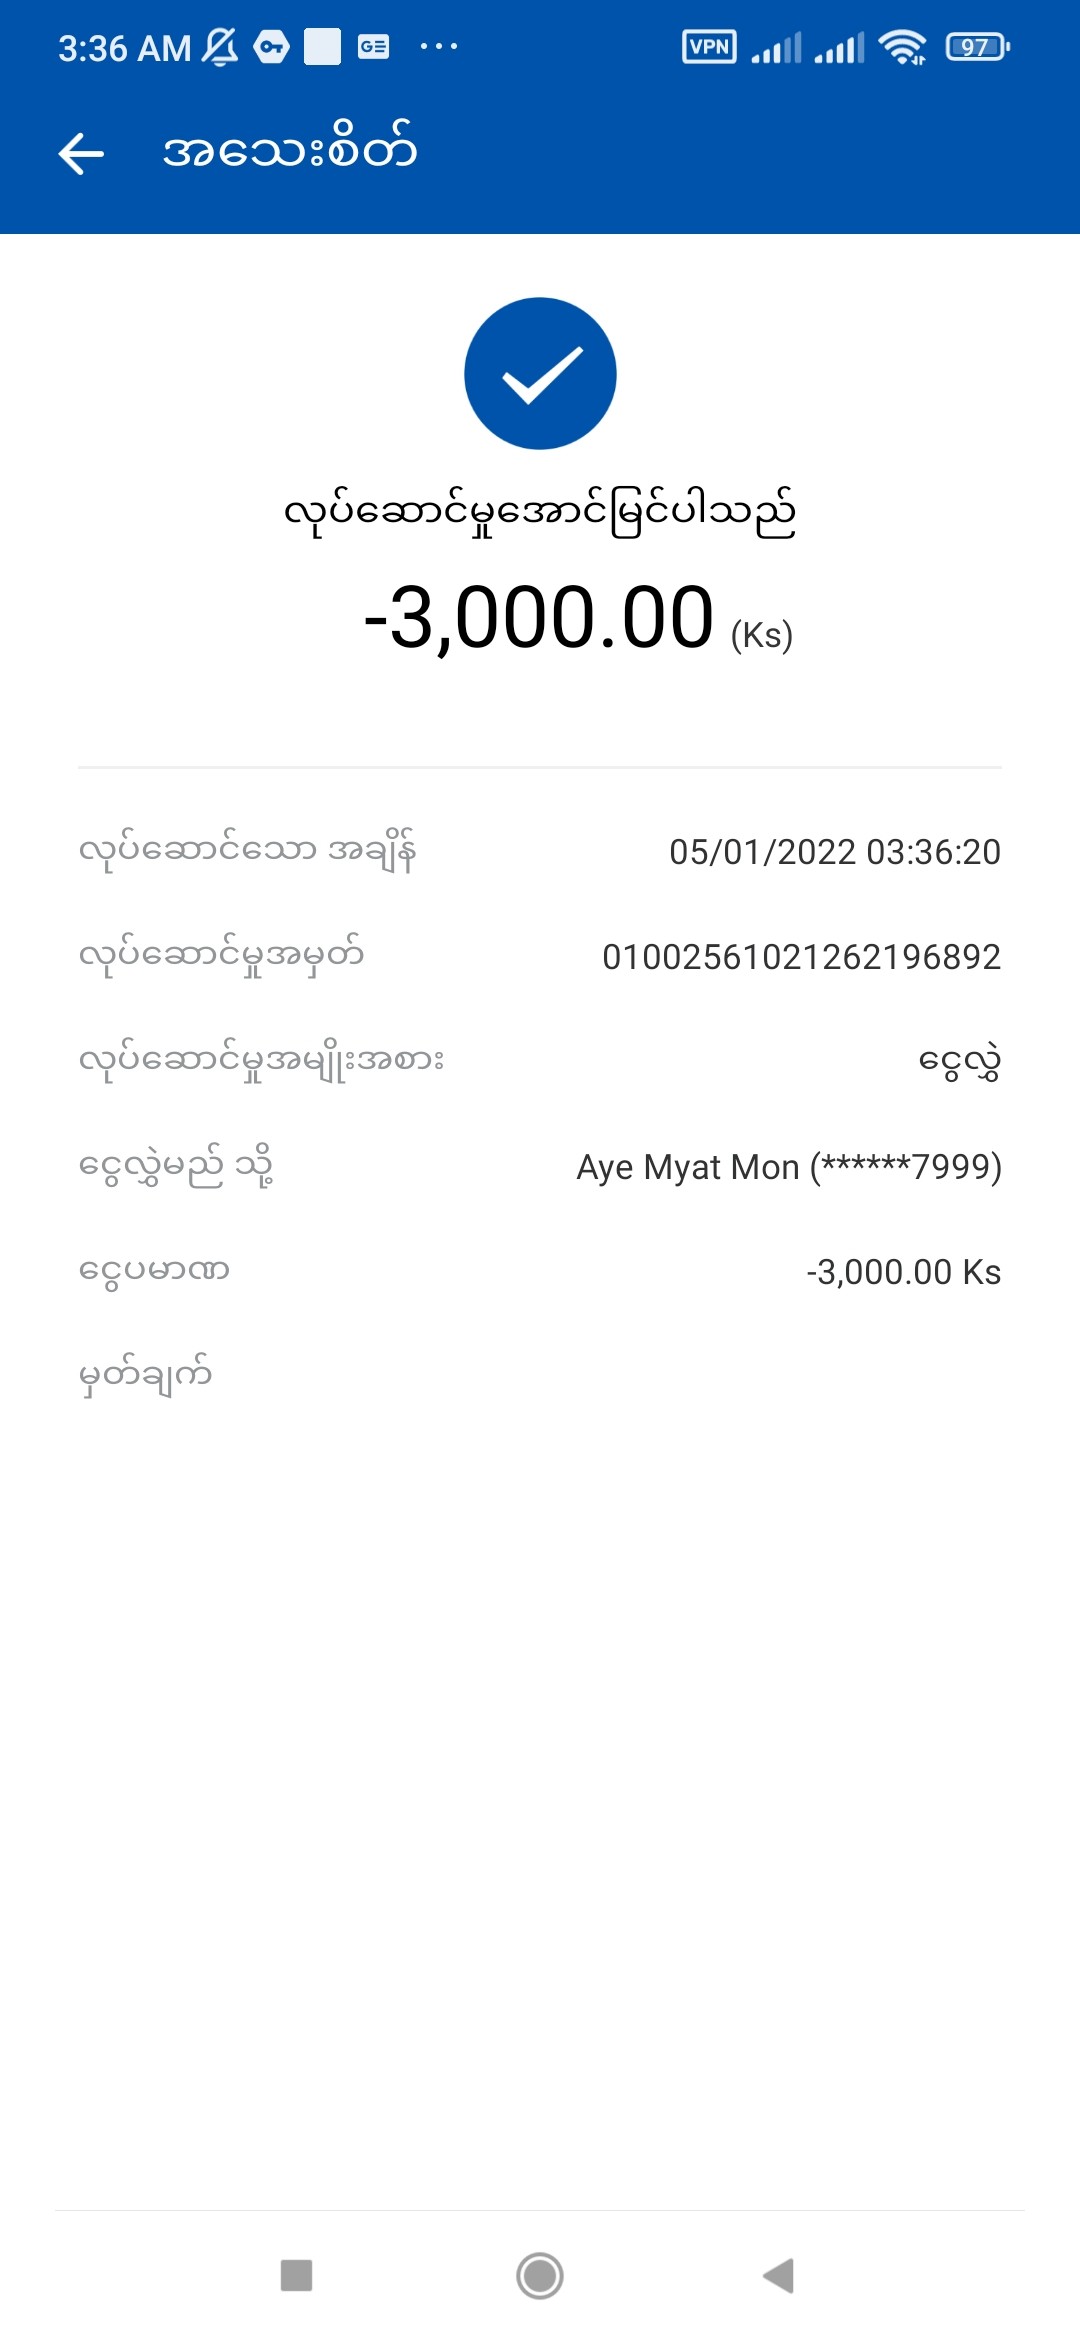 3:36 AM
VPN
97
အသေးစိတ်
လုပ်ဆောင်မှုအောင်မြင်ပါသည်
-3,000.00 (Ks)
လုပ်ဆောင်သော အချိန် 05/01/2022 03:36:20
လုပ်ဆောင်မှုအမှတ် 01002561021262196892
လုပ်ဆောင်မှုအမျိုးအစား ငွေလွှဲ
ငွေလွှဲမည် သို့ Aye Myat Mon (******7999)
ငွေပမာဏ -3,000.00 Ks
မှတ်ချက်